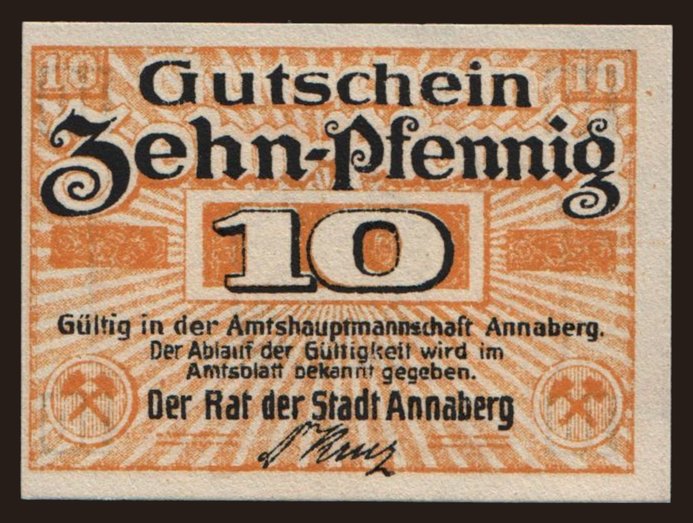 10 10
Gutschein
Zehn-Pfennig
10
Gültig in der Amtshauptmannschaft Annaberg.
Der Ablauf der Gültigkeit wird im
Amtsblatt bekannt gegeben.
Der Rat der Stadt Annaberg